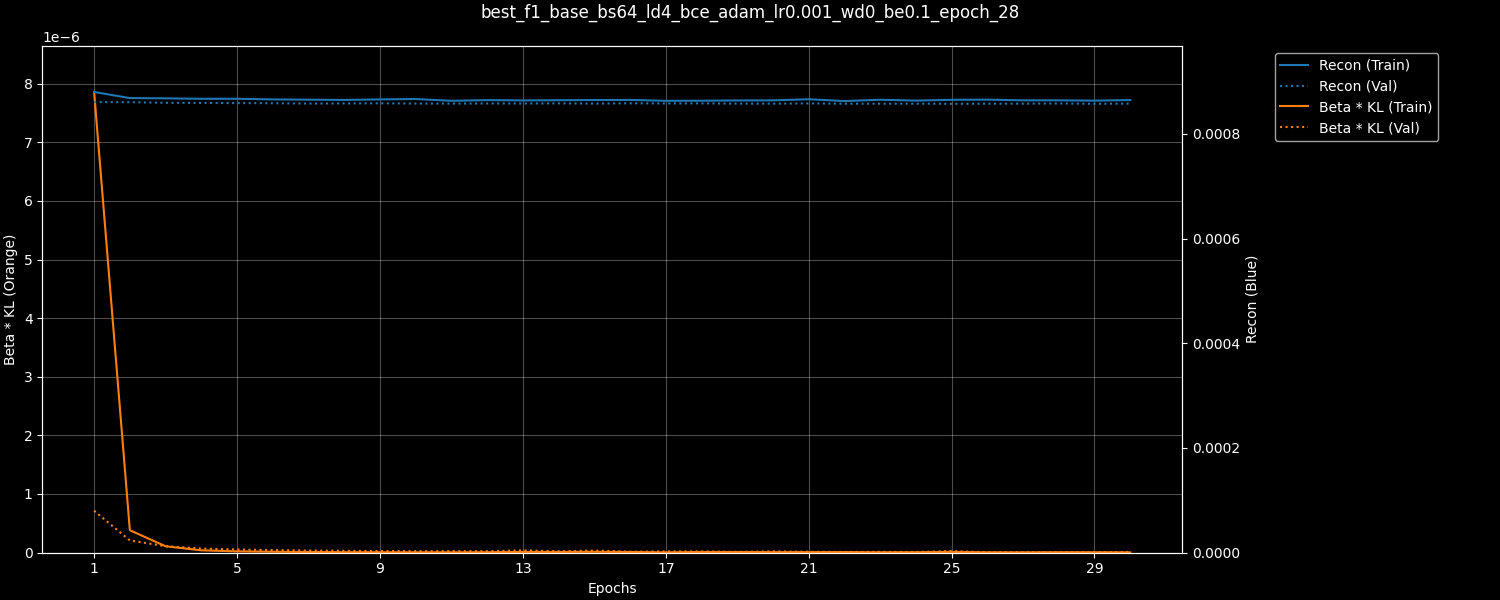 best_f1_base_bs64_ld4_bce_adam_lr0.001_wd0_be0.1_epoch_28
1e−6
8
7
6
5
4
3
2
1
0
Beta * KL (Orange)
1
5
9
13
17
21
25
29
Epochs
0.0008
0.0006
0.0004
0.0002
0.0000
Recon (Blue)
Recon (Train)
Recon (Val)
Beta * KL (Train)
Beta * KL (Val)